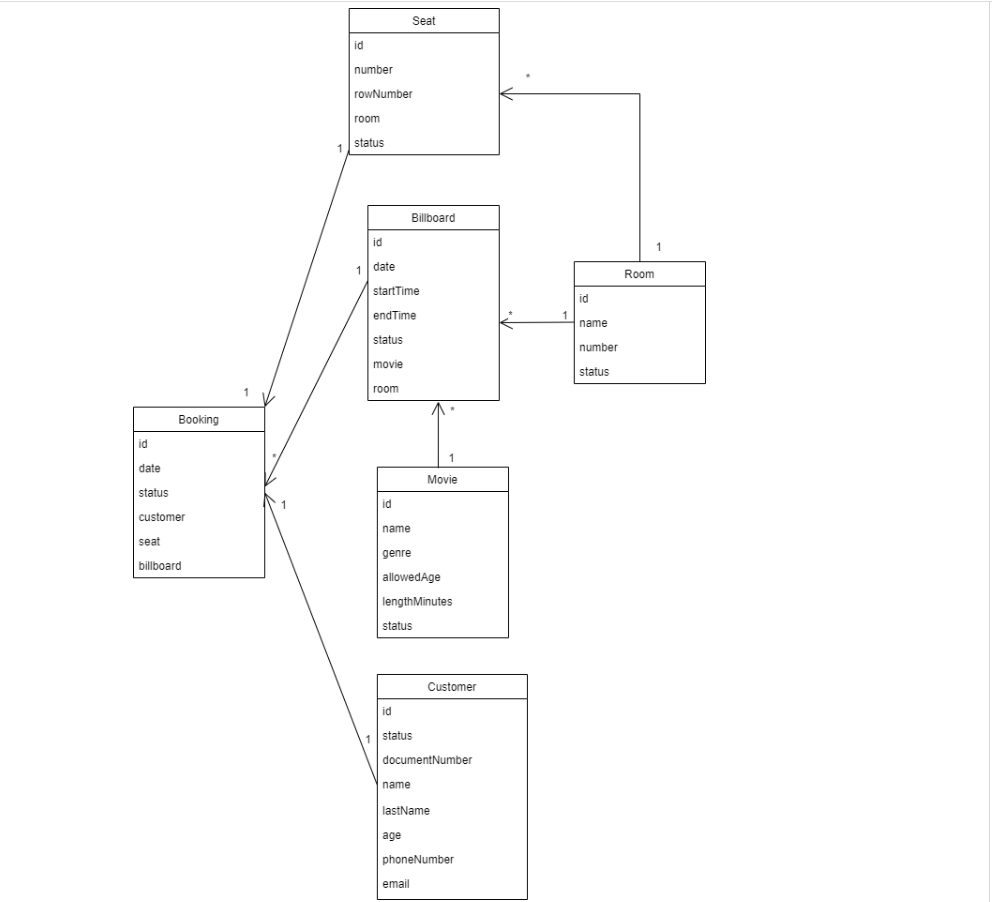 Seat
id
number
rowNumber
room
status
*
1
1
Billboard
id
date
startTime
endTime
status
movie
room
1
*
1
*
Room
id
name
number
status
1
Booking
id
date
status
customer
seat
billboard
*
1
1
Movie
id
name
genre
allowedAge
lengthMinutes
status
Customer
id
status
documentNumber
name
lastName
age
phoneNumber
email
1